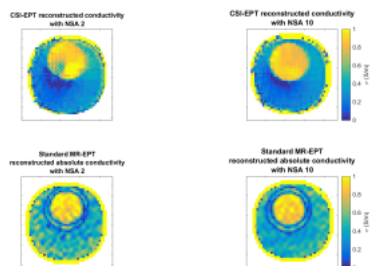 CSI-EPT reconstructed conductivity
with NSA 2
CSI-EPT reconstructed conductivity
with NSA 10
1
0.8
0.6
0.4
0.2
0
σ [S/m]
Standard MR-EPT
reconstructed absolute conductivity
with NSA 2
Standard MR-EPT
reconstructed absolute conductivity
with NSA 10
1
0.8
0.6
0.4
0.2
0
σ [S/m]